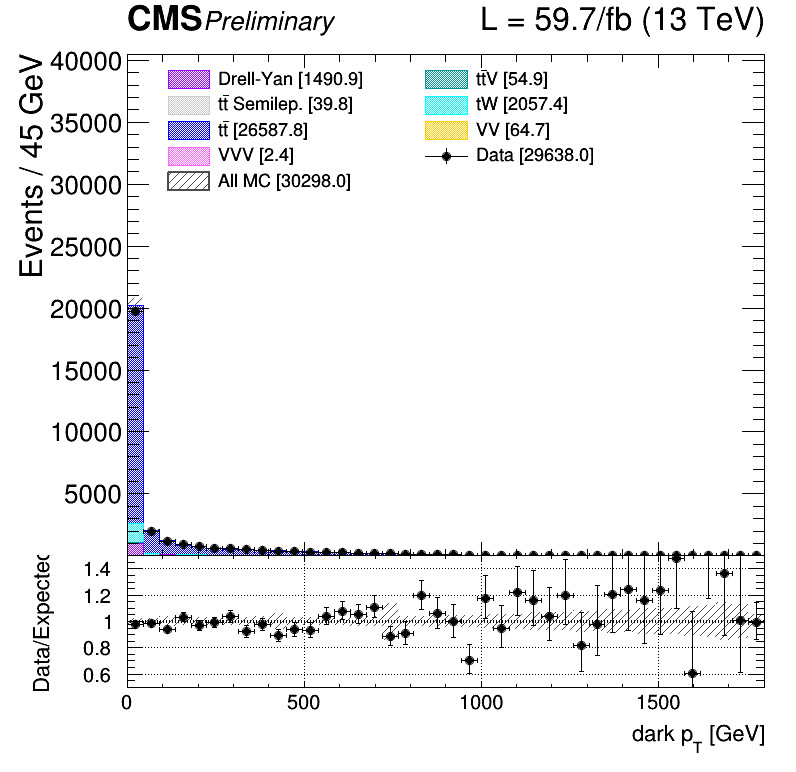 CMS Preliminary L = 59.7/fb (13 TeV)
Events / 45 GeV
40000
35000
30000
25000
20000
15000
10000
5000
Drell-Yan [1490.9]
tt̄ Semilep. [39.8]
tt̄ [26587.8]
VVV [2.4]
All MC [30298.0]
tt̄V [54.9]
tW [2057.4]
VV [64.7]
Data [29638.0]
Data/Expected
1.4
1.2
1
0.8
0.6
0 500 1000 1500
dark p_T [GeV]